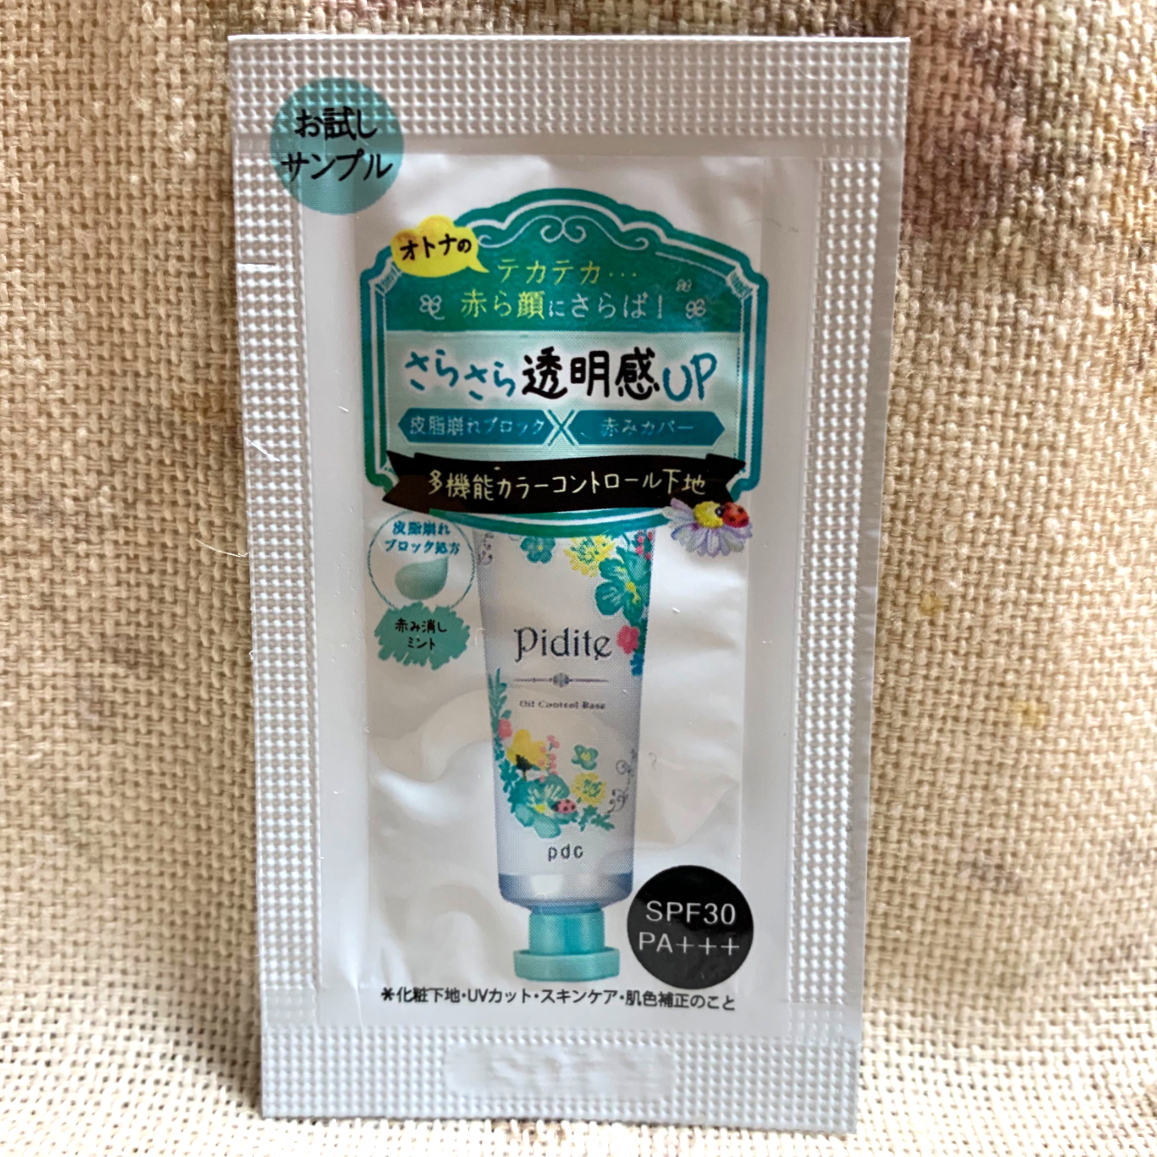 お試し
サンプル
オトナの
テカテカ…
赤ら顔にさらば！
さらさら透明感UP
皮脂崩れブロック×赤みカバー
多機能カラーコントロール下地
皮脂崩れ
ブロック処方
赤み消し
ミント
Pidite
Oil Control Base
pdc
SPF30
PA+++
*化粧下地・UVカット・スキンケア・肌色補正のこと